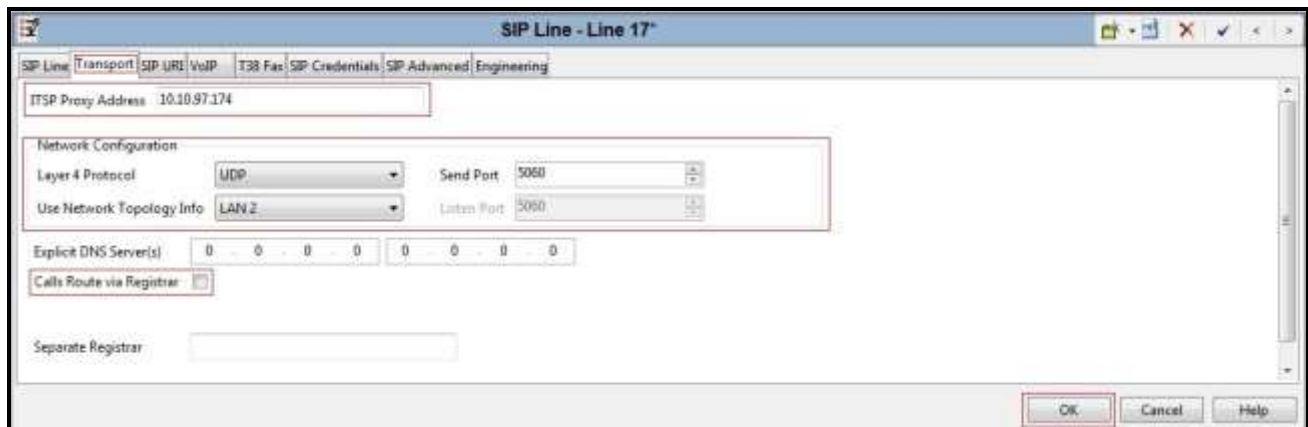 SIP Line - Line 17*
SIP Line Transport SIP URI VoIP T38 Fax SIP Credentials SIP Advanced Engineering
ITSP Proxy Address 10.10.97.174
Network Configuration
Layer 4 Protocol UDP Send Port 5060
Use Network Topology Info LAN 2 Listen Port 5060
Explicit DNS Server(s) 0 . 0 . 0 . 0 0 . 0 . 0 . 0
Calls Route via Registrar
Separate Registrar
OK Cancel Help